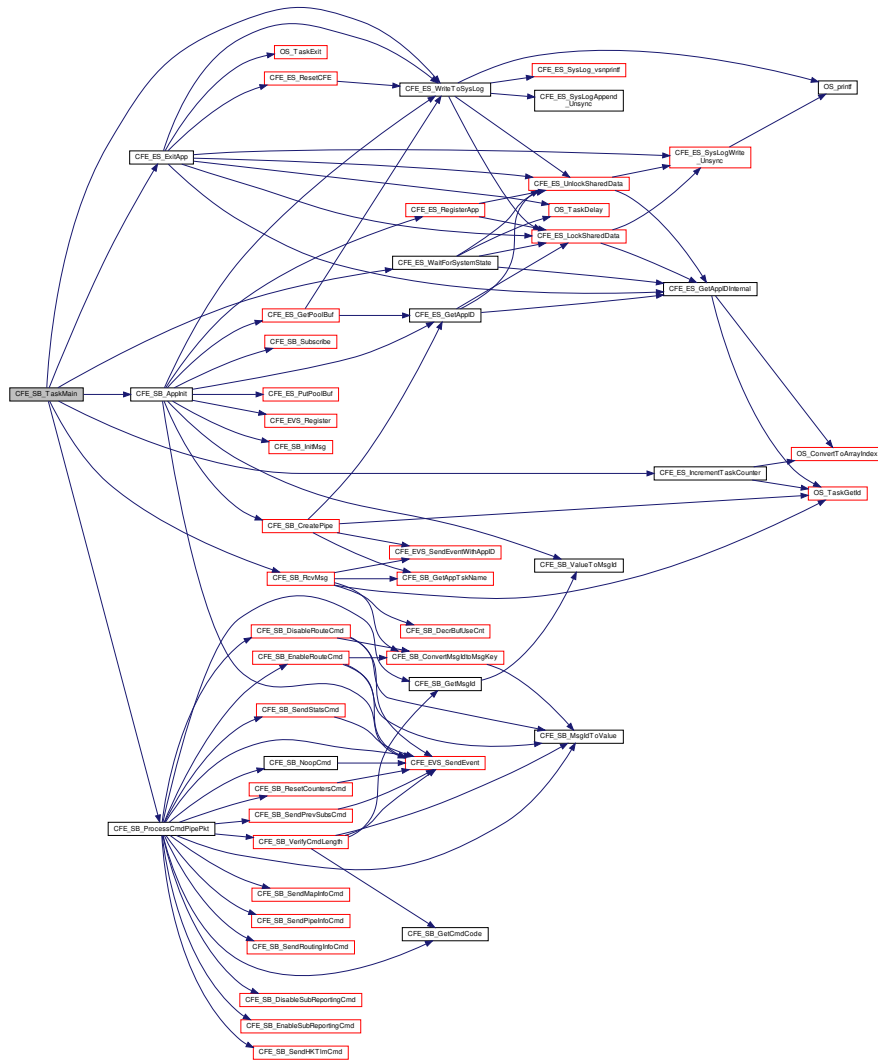 OS_TaskExit
CFE_ES_SysLog_vsnprintf
CFE_ES_ResetCFE
CFE_ES_WriteToSysLog
OS_printf
CFE_ES_SysLogAppend
_Unsync
CFE_ES_ExitApp
CFE_ES_SysLogWrite
_Unsync
CFE_ES_UnlockSharedData
CFE_ES_RegisterApp
OS_TaskDelay
CFE_ES_LockSharedData
CFE_ES_WaitForSystemState
CFE_ES_GetAppIDInternal
CFE_ES_GetPoolBuf
CFE_ES_GetAppID
CFE_SB_Subscribe
CFE_SB_TaskMain
CFE_SB_AppInit
CFE_ES_PutPoolBuf
CFE_EVS_Register
CFE_SB_InitMsg
OS_ConvertToArrayIndex
CFE_ES_IncrementTaskCounter
OS_TaskGetId
CFE_SB_CreatePipe
CFE_EVS_SendEventWithAppID
CFE_SB_ValueToMsgId
CFE_SB_RcvMsg
CFE_SB_GetAppTskName
CFE_SB_DisableRouteCmd
CFE_SB_DecrBufUseCnt
CFE_SB_EnableRouteCmd
CFE_SB_ConvertMsgIdtoMsgKey
CFE_SB_GetMsgId
CFE_SB_SendStatsCmd
CFE_SB_MsgIdToValue
CFE_SB_NoopCmd
CFE_EVS_SendEvent
CFE_SB_ResetCountersCmd
CFE_SB_SendPrevSubsCmd
CFE_SB_ProcessCmdPipePkt
CFE_SB_VerifyCmdLength
CFE_SB_SendMapInfoCmd
CFE_SB_SendPipeInfoCmd
CFE_SB_GetCmdCode
CFE_SB_SendRoutingInfoCmd
CFE_SB_DisableSubReportingCmd
CFE_SB_EnableSubReportingCmd
CFE_SB_SendHKTlmCmd